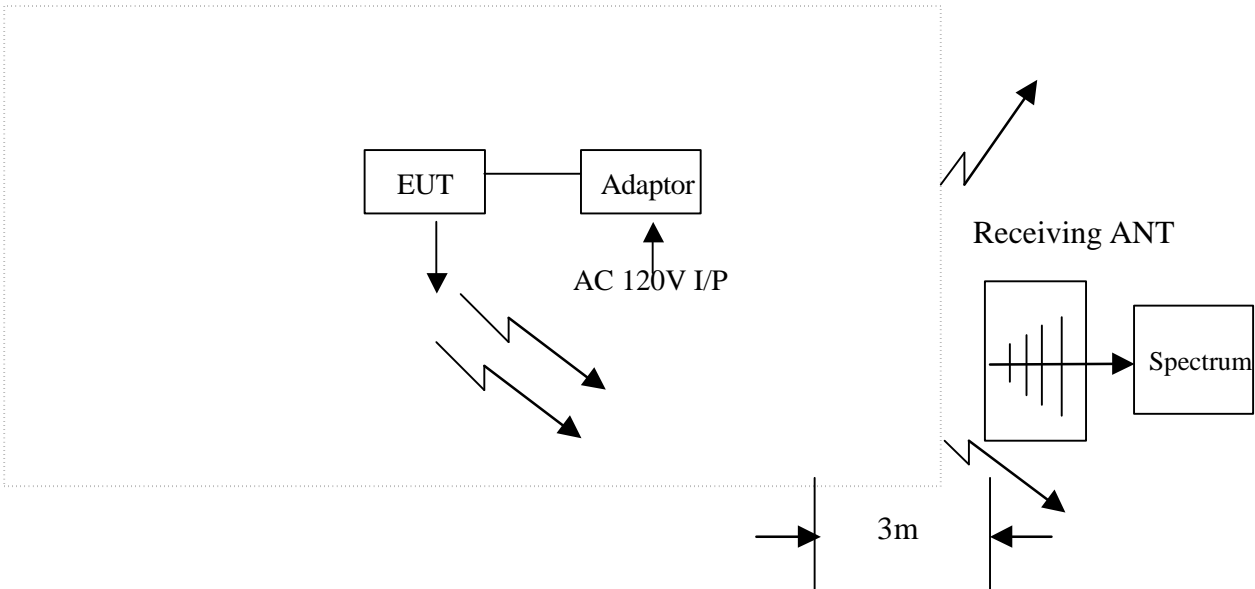 EUT
Adaptor
AC 120V I/P
Receiving ANT
Spectrum
3m